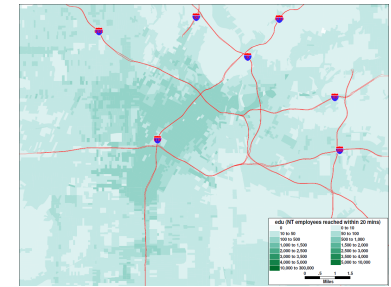 edu (NT employees reached within 20 mins)
0 0 to 10
10 to 50 50 to 100
100 to 500 500 to 1,000
1,000 to 1,500 1,500 to 2,000
2,000 to 2,500 2,500 to 3,000
3,000 to 3,500 3,500 to 4,000
4,000 to 5,000 5,000 to 10,000
10,000 to 300,000
0 .5 1 1.5
Miles